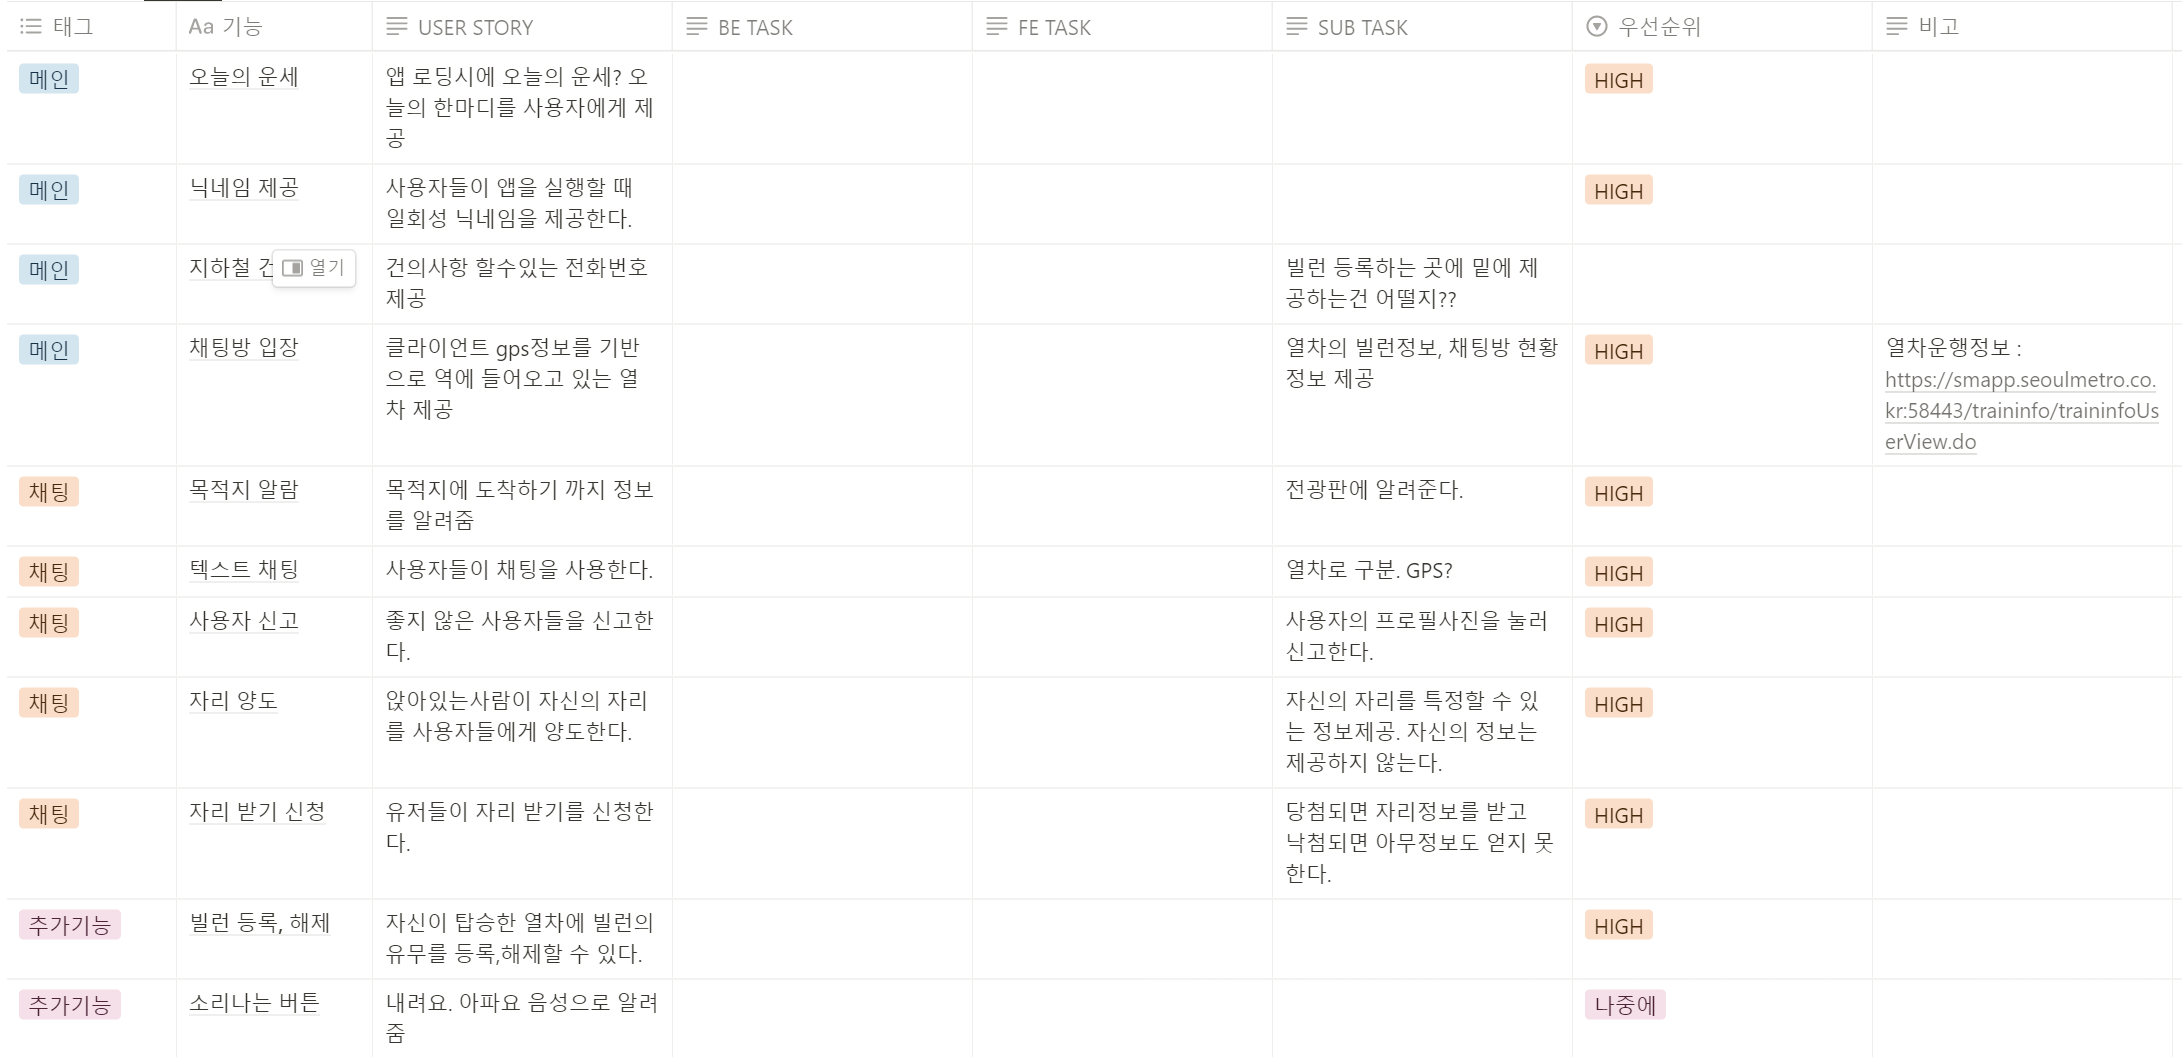 태그
Aa 기능
USER STORY
BE TASK
FE TASK
SUB TASK
우선순위
비고
메인
오늘의 운세
앱 로딩시에 오늘의 운세? 오
늘의 한마디를 사용자에게 제
공
HIGH
메인
닉네임 제공
사용자들이 앱을 실행할 때
일회성 닉네임을 제공한다.
HIGH
메인
지하철 건
열기
건의사항 할수있는 전화번호
제공
빌런 등록하는 곳에 밑에 제
공하는건 어떨지??
메인
채팅방 입장
클라이언트 gps정보를 기반
으로 역에 들어오고 있는 열
차 제공
열차의 빌런정보, 채팅방 현황
정보 제공
HIGH
열차운행정보 :
https://smapp.seoulmetro.co.
kr:58443/traininfo/traininfoUs
erView.do
채팅
목적지 알람
목적지에 도착하기 까지 정보
를 알려줌
전광판에 알려준다.
HIGH
채팅
텍스트 채팅
사용자들이 채팅을 사용한다.
열차로 구분. GPS?
HIGH
채팅
사용자 신고
좋지 않은 사용자들을 신고한
다.
사용자의 프로필사진을 눌러
신고한다.
HIGH
채팅
자리 양도
앉아있는사람이 자신의 자리
를 사용자들에게 양도한다.
자신의 자리를 특정할 수 있
는 정보제공. 자신의 정보는
제공하지 않는다.
HIGH
채팅
자리 받기 신청
유저들이 자리 받기를 신청한
다.
당첨되면 자리정보를 받고
낙첨되면 아무정보도 얻지 못
한다.
HIGH
추가기능
빌런 등록, 해제
자신이 탑승한 열차에 빌런의
유무를 등록,해제할 수 있다.
HIGH
추가기능
소리나는 버튼
내려요. 아파요 음성으로 알려
줌
나중에